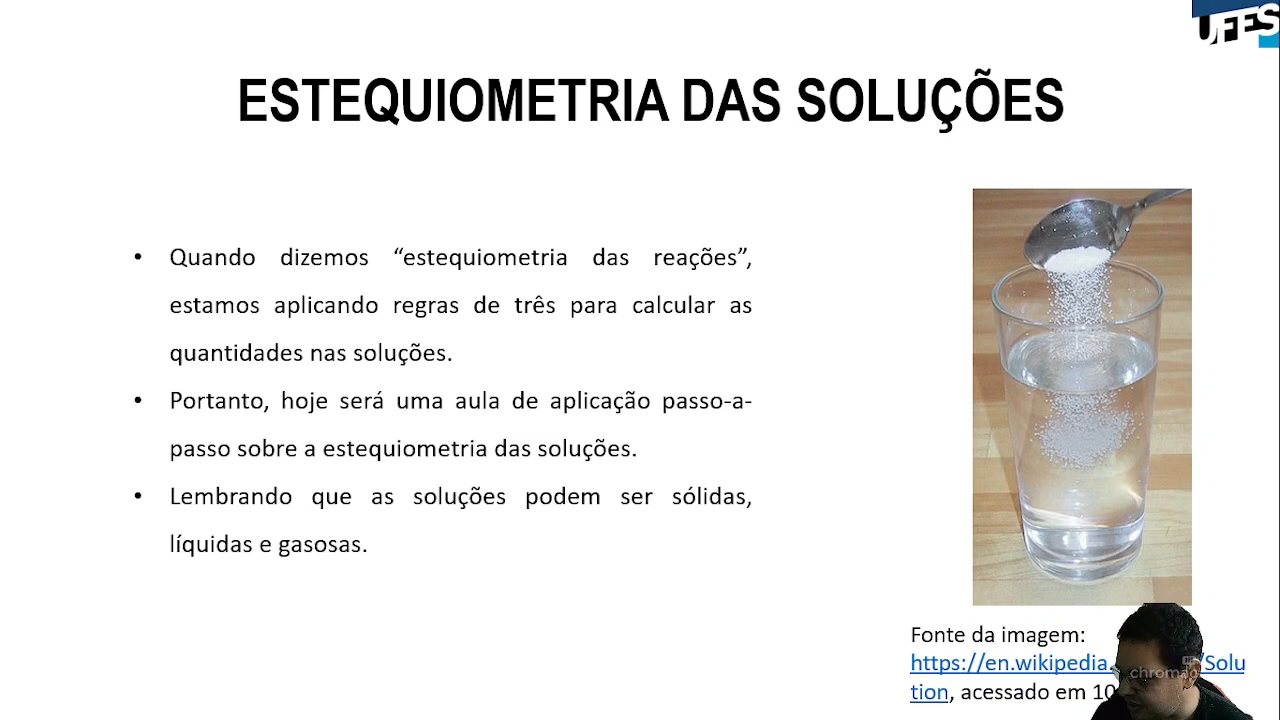 UFES
ESTEQUIOMETRIA DAS SOLUÇÕES
• Quando dizemos “estequiometria das reações”,
estamos aplicando regras de três para calcular as
quantidades nas soluções.
• Portanto, hoje será uma aula de aplicação passo-a-
passo sobre a estequiometria das soluções.
• Lembrando que as soluções podem ser sólidas,
líquidas e gasosas.
Fonte da imagem:
https://en.wikipedia. /Solu
tion, acessado em 10